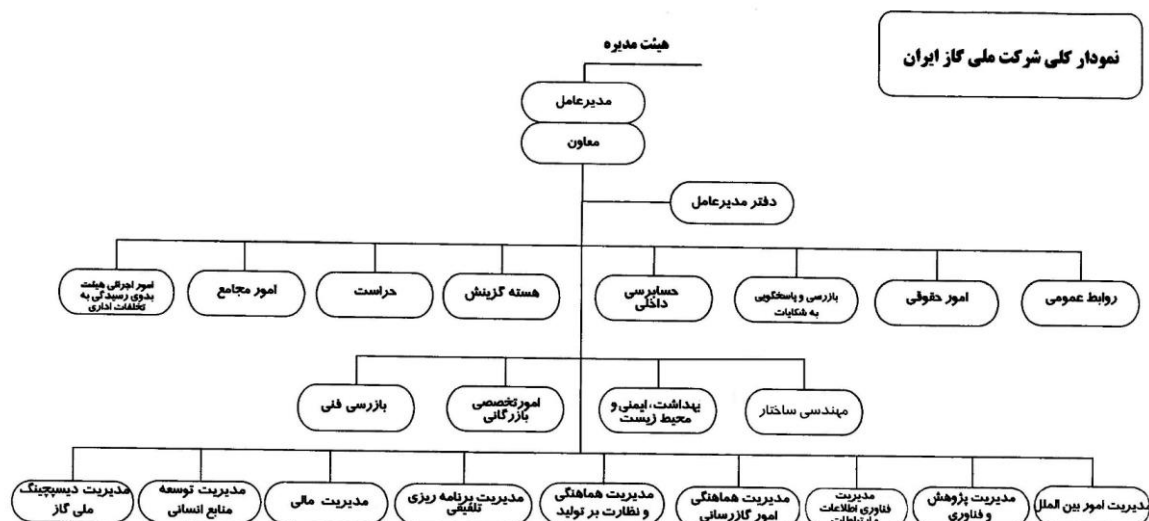 نمودار کلی شرکت ملی گاز ایران
هیئت مدیره
مدیرعامل
معاون
دفتر مدیرعامل
روابط عمومی
امور حقوقی
بازرسی و پاسخگویی
به شکایات
حسابرسی
داخلی
هسته گزینش
حراست
امور مجامع
امور اجرائی هیئت
بدوی رسیدگی به
تخلفات اداری
مهندسی ساختار
بهداشت، ایمنی و
محیط زیست
امورتخصصی
بازرگانی
بازرسی فنی
مدیریت امور بین الملل
مدیریت پژوهش
و فناوری
مدیریت
فناوری اطلاعات
مدیریت هماهنگی
امور گازرسانی
مدیریت هماهنگی
و نظارت بر تولید
مدیریت برنامه ریزی
تلفیقی
مدیریت مالی
مدیریت توسعه
منابع انسانی
مدیریت دیسپچینگ
ملی گاز